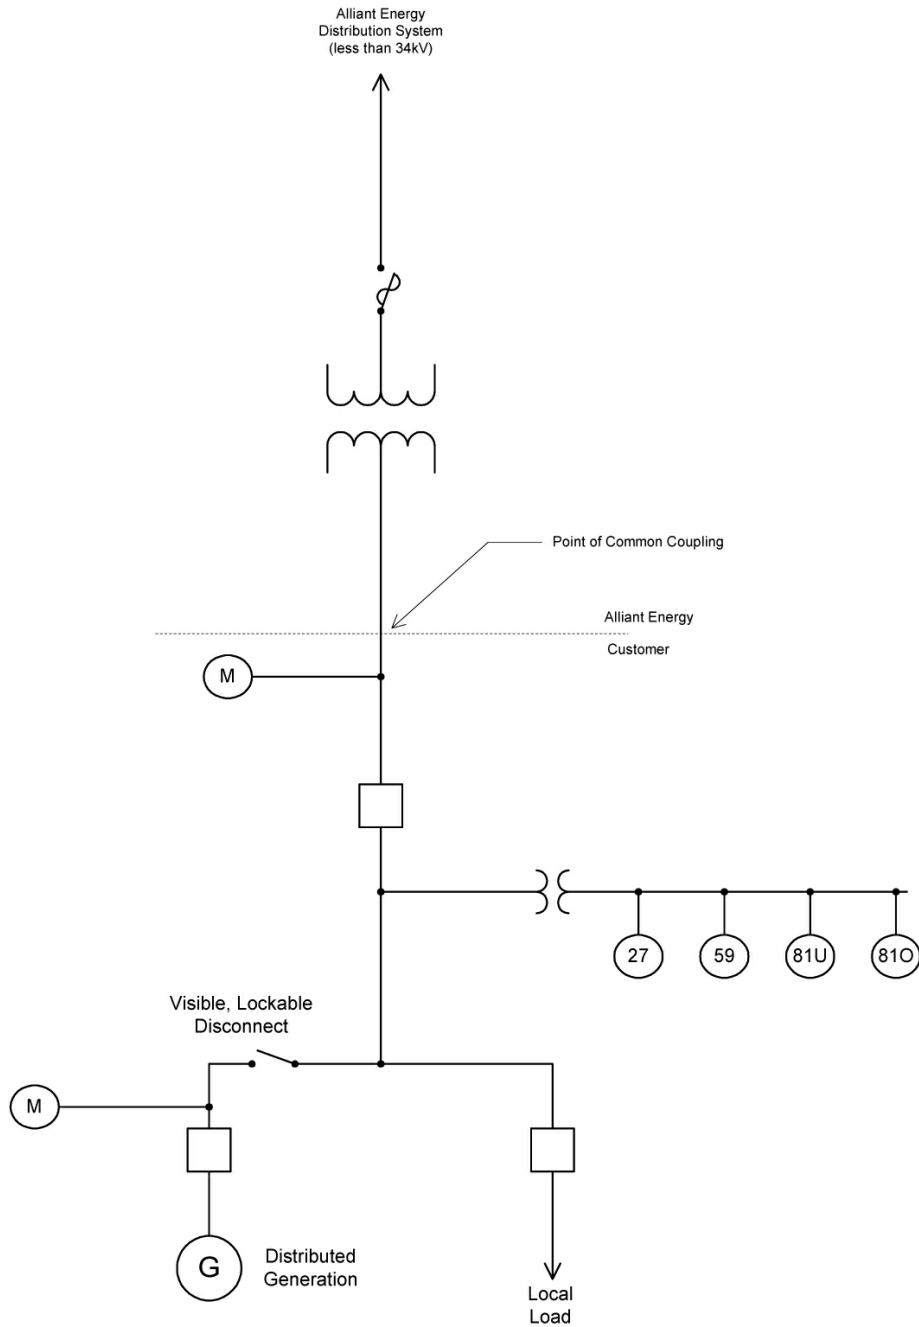 Alliant Energy
Distribution System
(less than 34kV)
Point of Common Coupling
Alliant Energy
Customer
M
27
59
81U
81O
Visible, Lockable
Disconnect
M
G
Distributed
Generation
Local
Load